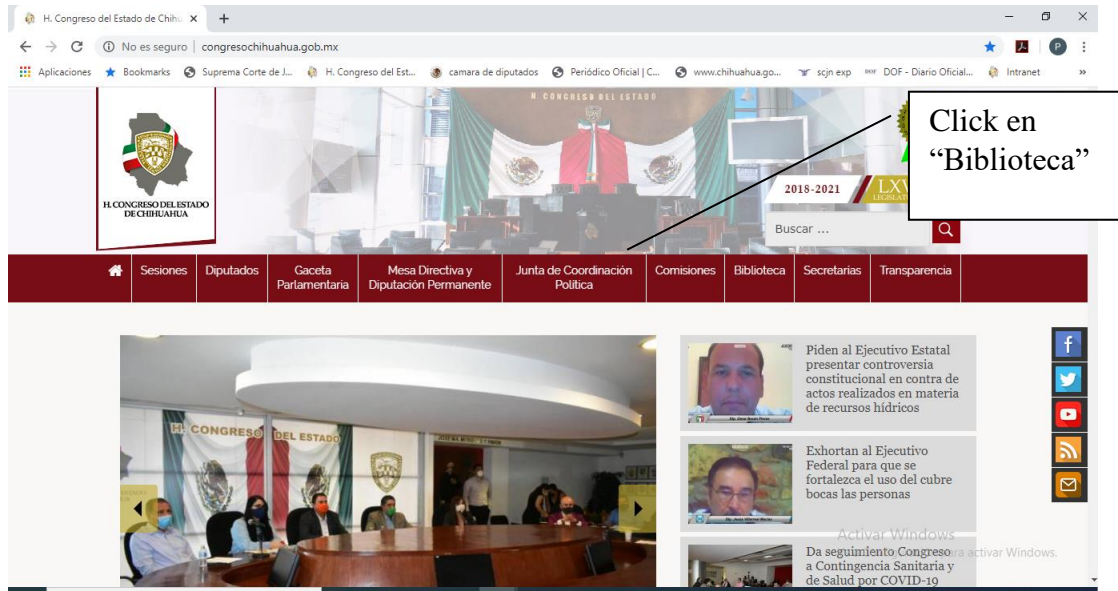 H. Congreso del Estado de Chihu
No es seguro | congresochihuahua.gob.mx
Aplicaciones Bookmarks Suprema Corte de J... H. Congreso del Est... camara de diputados Periódico Oficial | C... www.chihuahua.go... scjn exp DOF - Diario Oficial... Intranet »
H. CONGRESO DEL ESTADO
Click en
“Biblioteca”
H. CONGRESO DEL ESTADO
DE CHIHUAHUA
2018-2021
Buscar ...
Sesiones
Diputados
Gaceta
Parlamentaria
Mesa Directiva y
Diputación Permanente
Junta de Coordinación
Política
Comisiones
Biblioteca
Secretarías
Transparencia
H. CONGRESO DEL ESTADO
Piden al Ejecutivo Estatal
presentar controversia
constitucional en contra de
actos realizados en materia
de recursos hídricos
Exhortan al Ejecutivo
Federal para que se
fortalezca el uso del cubre
bocas las personas
Da seguimiento Congreso
a Contingencia Sanitaria y
de Salud por COVID-19
Activar Windows
activar Windows.